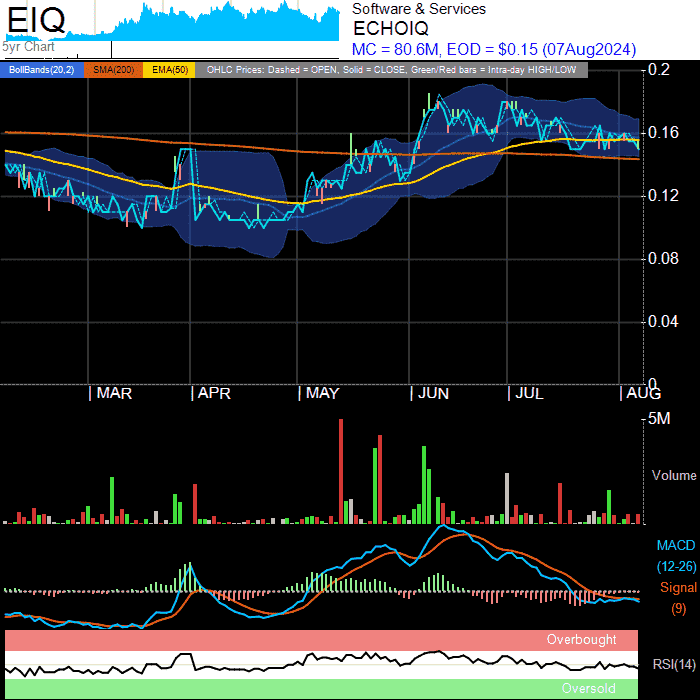 EIQ
5yr Chart
Software & Services
ECHOIQ
MC = 80.6M, EOD = $0.15 (07Aug2024)
BollBands(20,2) SMA(200) EMA(50) OHLC Prices: Dashed = OPEN, Solid = CLOSE, Green/Red bars = Intra-day HIGH/LOW
0.2
0.16
0.12
0.08
0.04
0
MAR APR MAY JUN JUL AUG
5M
Volume
MACD
(12-26)
Signal
(9)
Overbought
RSI(14)
Oversold